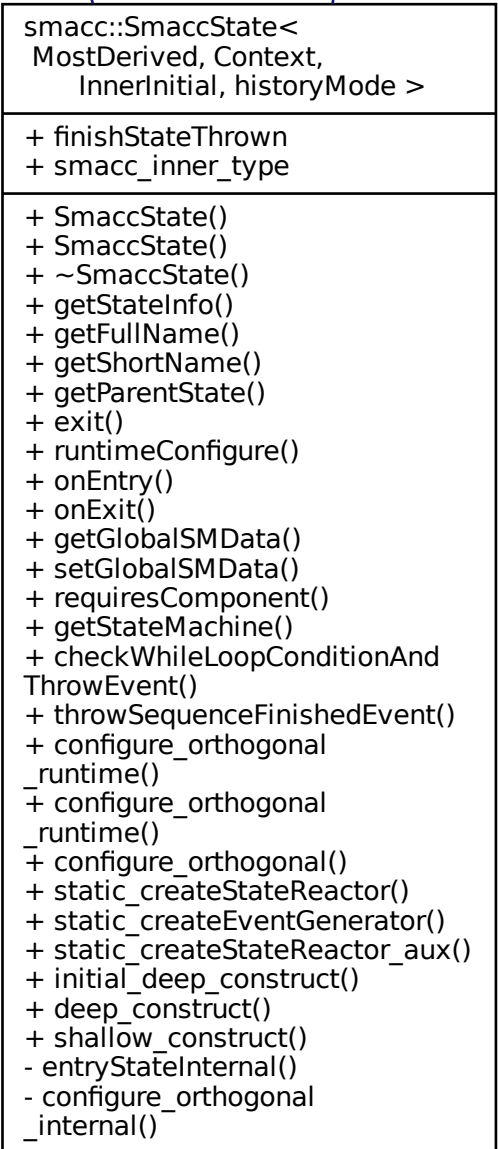 smacc::SmaccState<
MostDerived, Context,
InnerInitial, historyMode >
+ finishStateThrown
+ smacc_inner_type
+ SmaccState()
+ SmaccState()
+ ~SmaccState()
+ getStateInfo()
+ getFullName()
+ getShortName()
+ getParentState()
+ exit()
+ runtimeConfigure()
+ onEntry()
+ onExit()
+ getGlobalSMData()
+ setGlobalSMData()
+ requiresComponent()
+ getStateMachine()
+ checkWhileLoopConditionAnd
ThrowEvent()
+ throwSequenceFinishedEvent()
+ configure_orthogonal
_runtime()
+ configure_orthogonal
_runtime()
+ configure_orthogonal()
+ static_createStateReactor()
+ static_createEventGenerator()
+ static_createStateReactor_aux()
+ initial_deep_construct()
+ deep_construct()
+ shallow_construct()
- entryStateInternal()
- configure_orthogonal
_internal()